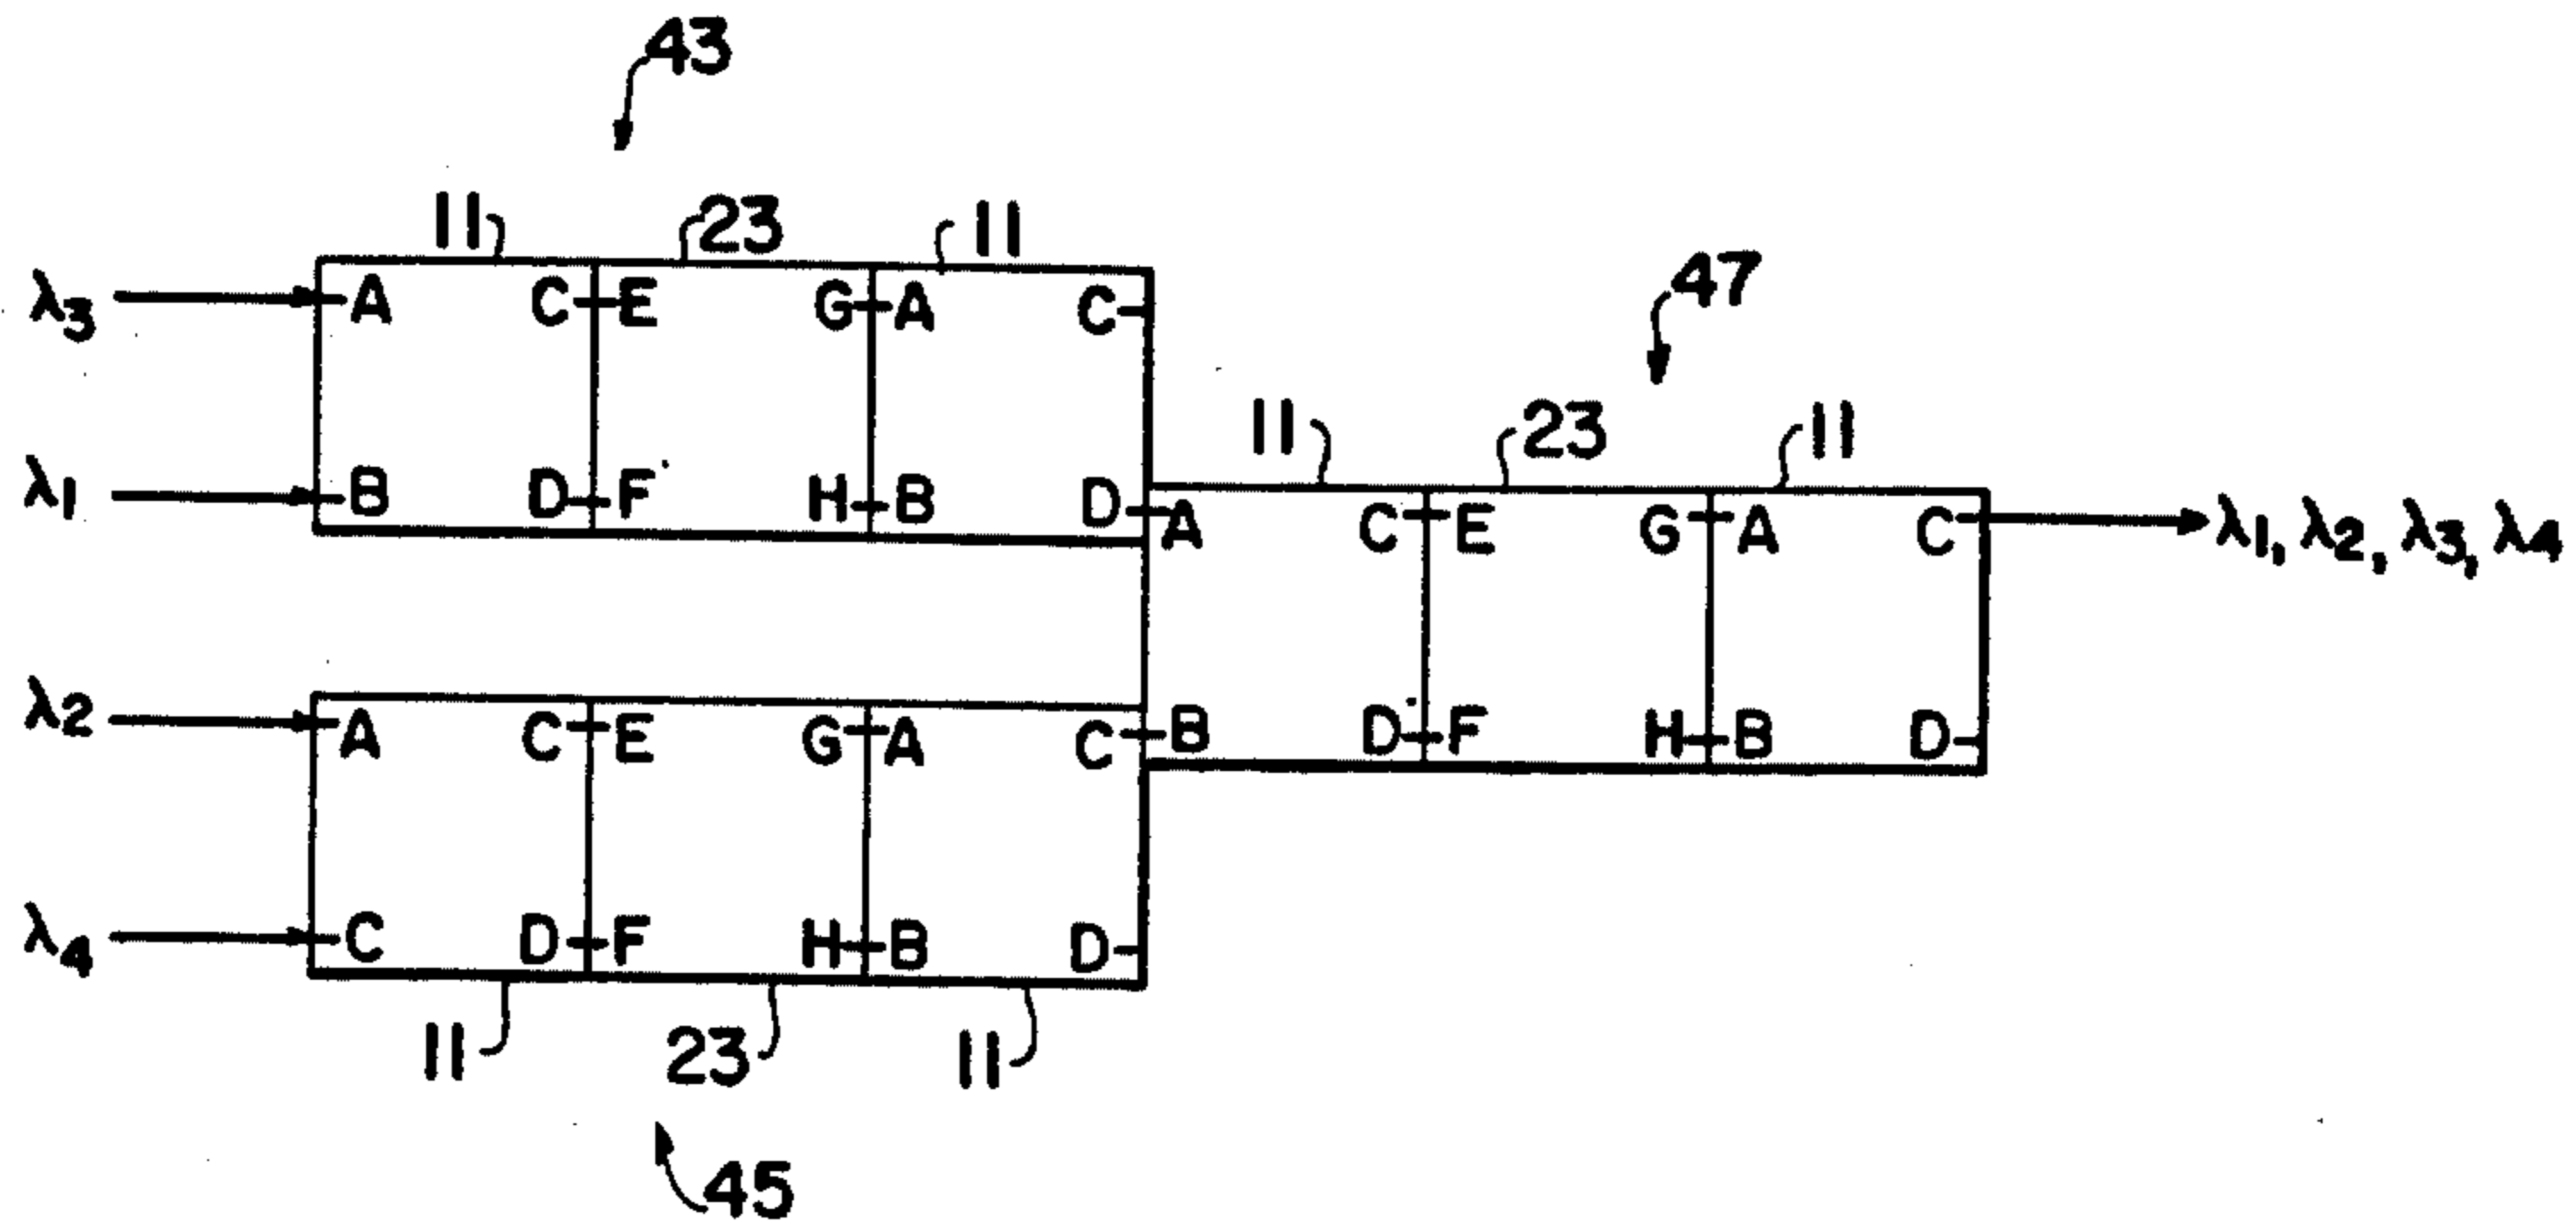 43
11 23 11
λ3 A C E G A C
47
11 23 11
λ1 B D F H B D A C E G A C λ1, λ2, λ3, λ4
λ2 A C E G A C B D F H B D
λ4 C D F H B D
11 23 11
45